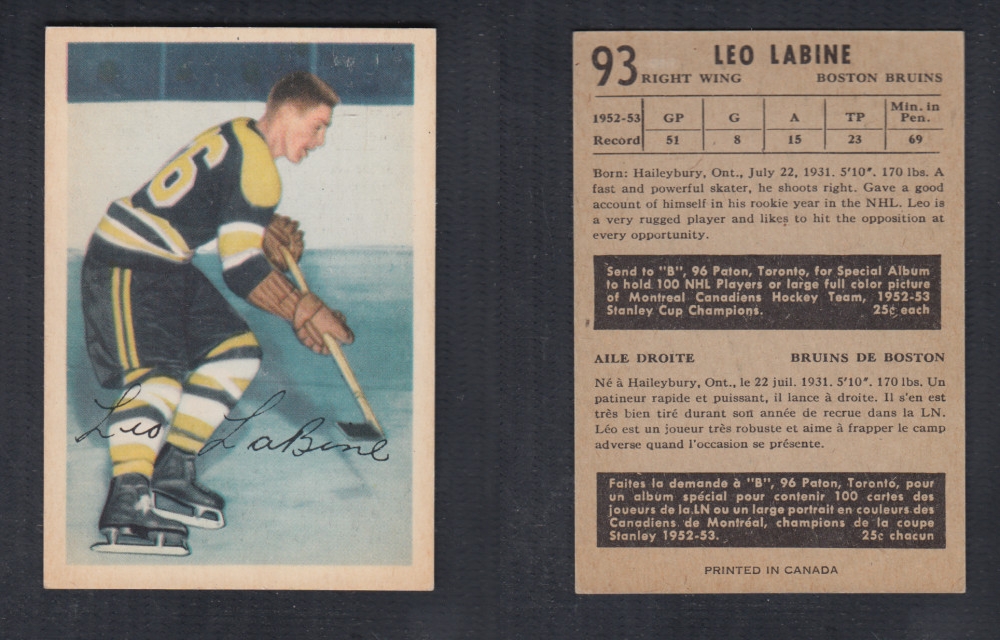 6
Leo LaBine
93 LEO LABINE
RIGHT WING BOSTON BRUINS
1952-53 GP G A TP Min. in Pen.
Record 51 8 15 23 69
Born: Haileybury, Ont., July 22, 1931. 5'10". 170 lbs. A
fast and powerful skater, he shoots right. Gave a good
account of himself in his rookie year in the NHL. Leo is
a very rugged player and likes to hit the opposition at
every opportunity.
Send to "B", 96 Paton, Toronto, for Special Album
to hold 100 NHL Players or large full color picture
of Montreal Canadiens Hockey Team, 1952-53
Stanley Cup Champions. 25¢ each
AILE DROITE BRUINS DE BOSTON
Né à Haileybury, Ont., le 22 juil. 1931. 5'10". 170 lbs. Un
patineur rapide et puissant, il lance à droite. Il s'en est
très bien tiré durant son année de recrue dans la LN.
Léo est un joueur très robuste et aime à frapper le camp
adverse quand l'occasion se présente.
Faites la demande à "B", 96 Paton, Toronto, pour
un album spécial pour contenir 100 cartes des
joueurs de la LN ou un large portrait en couleurs des
Canadiens de Montréal, champions de la coupe
Stanley 1952-53. 25¢ chacun
PRINTED IN CANADA